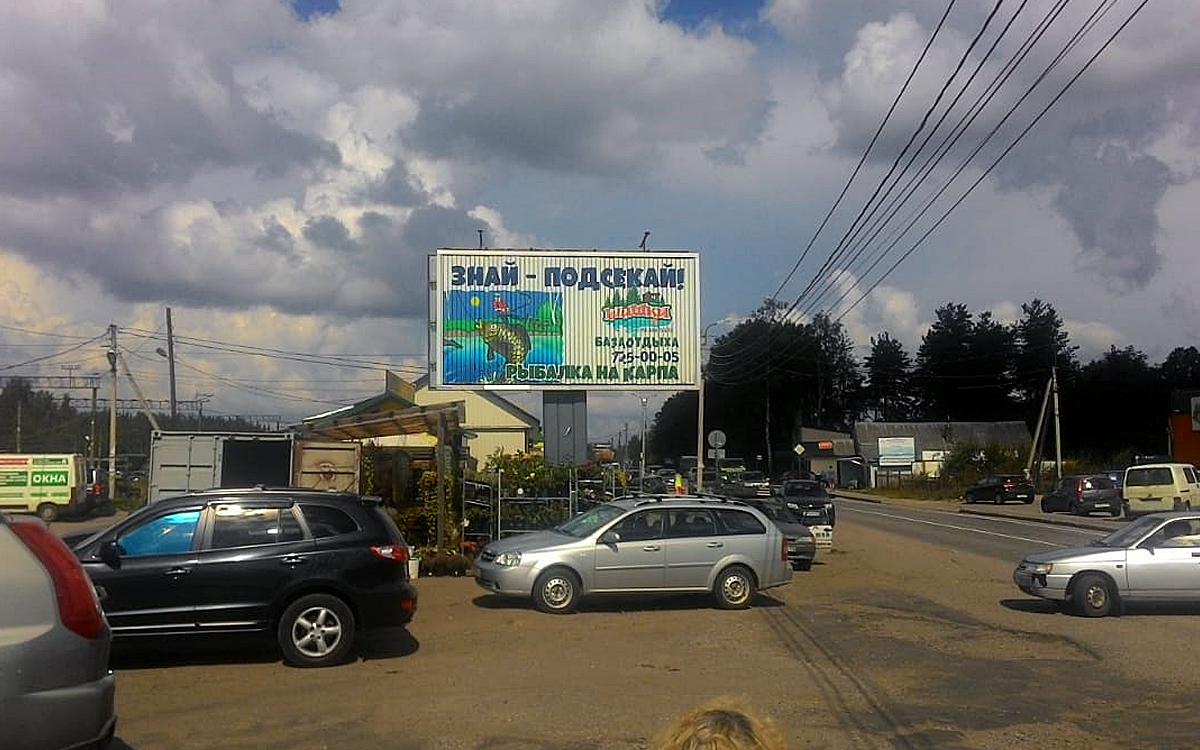 ЗНАЙ - ПОДСЕКАЙ!
БАЗА ОТДЫХА
725-00-05
РЫБАЛКА НА КАРПА
ОКНА